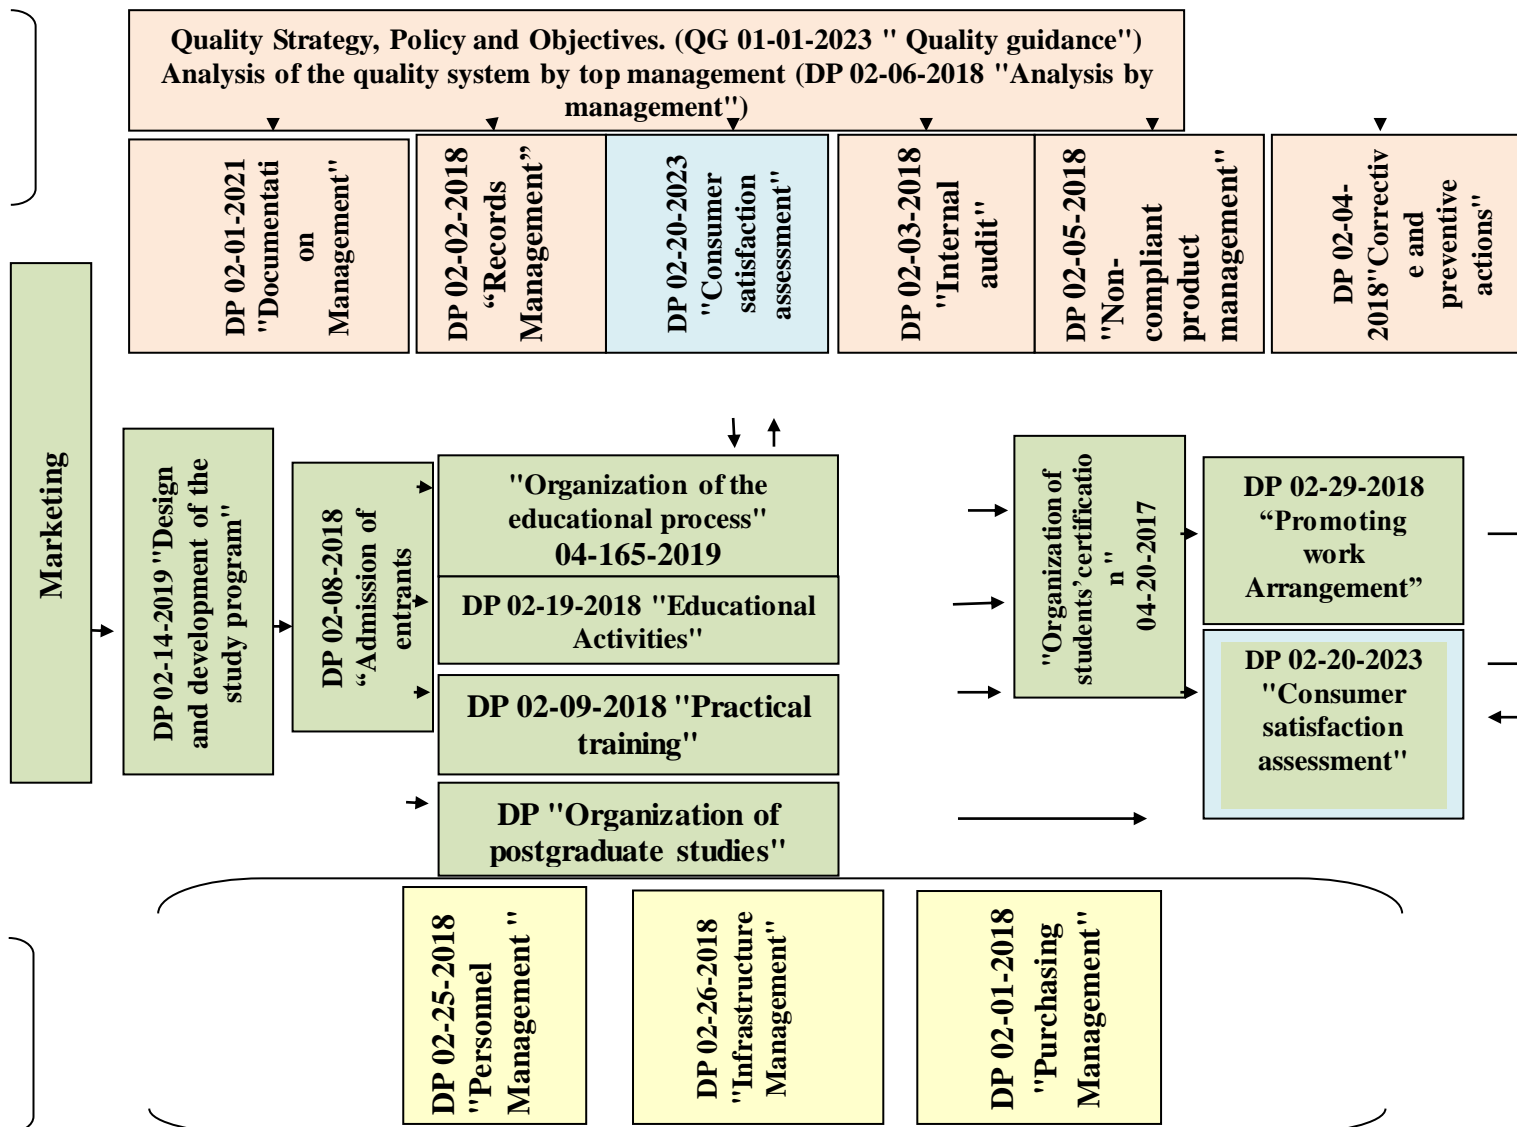 Quality Strategy, Policy and Objectives. (QG 01-01-2023 " Quality guidance")
Analysis of the quality system by top management (DP 02-06-2018 "Analysis by
management")
DP 02-01-2021
"Documentati
on
Management"
DP 02-02-2018
“Records
Management”
DP 02-20-2023
"Consumer
satisfaction
assessment"
DP 02-03-2018
"Internal
audit"
DP 02-05-2018
"Non-
compliant
product
management"
DP 02-04-
2018"Correctiv
e and
preventive
actions"
Marketing
DP 02-14-2019 "Design
and development of the
study program"
DP 02-08-2018
“Admission of
entrants
"Organization of the
educational process"
04-165-2019
DP 02-19-2018 "Educational
Activities"
DP 02-09-2018 "Practical
training"
DP "Organization of
postgraduate studies"
"Organization of
students’ certificatio
n"
04-20-2017
DP 02-29-2018
“Promoting
work
Arrangement”
DP 02-20-2023
"Consumer
satisfaction
assessment"
DP 02-25-2018
"Personnel
Management "
DP 02-26-2018
"Infrastructure
Management"
DP 02-01-2018
"Purchasing
Management"